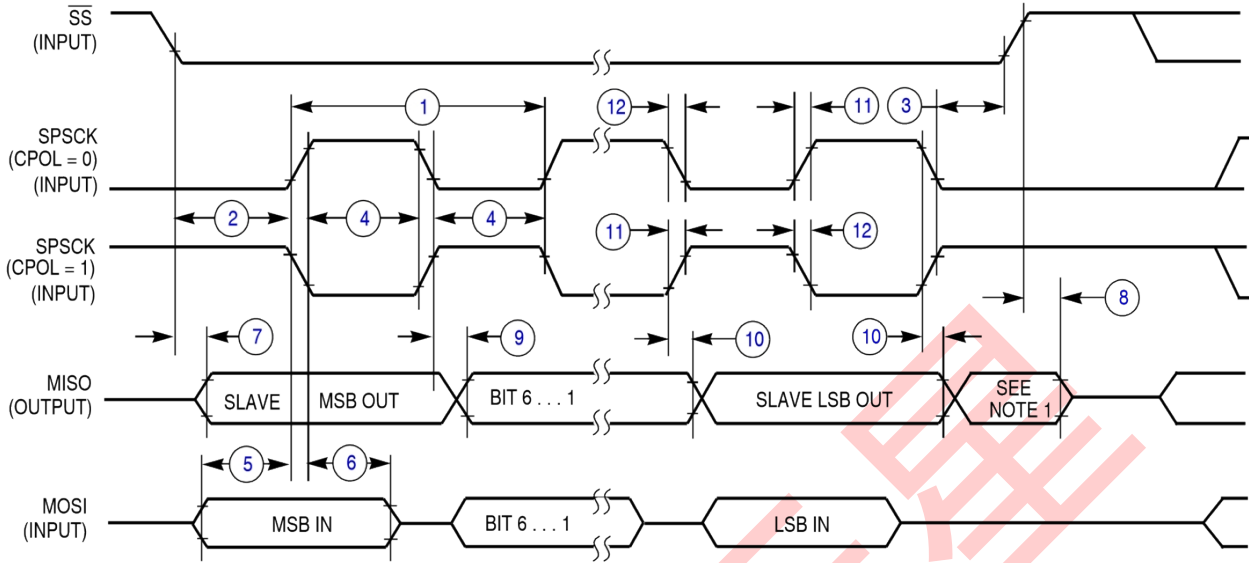 SS
(INPUT)
1
12
11
3
SPSCK
(CPOL = 0)
(INPUT)
2
4
4
SPSCK
(CPOL = 1)
(INPUT)
11
12
8
7
9
10
10
MISO
(OUTPUT)
SLAVE
MSB OUT
BIT 6 . . . 1
SLAVE LSB OUT
SEE
NOTE 1
5
6
MOSI
(INPUT)
MSB IN
BIT 6 . . . 1
LSB IN